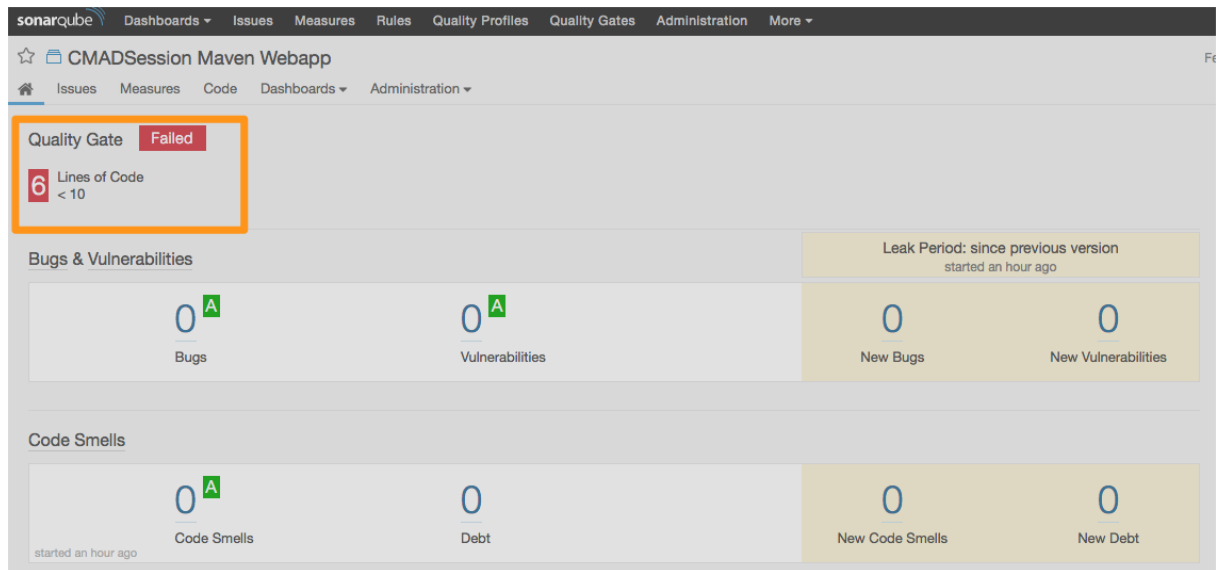 sonarqube Dashboards Issues Measures Rules Quality Profiles Quality Gates Administration More
CMADSession Maven Webapp
Fe
Issues Measures Code Dashboards Administration
Quality Gate Failed
6 Lines of Code
< 10
Bugs & Vulnerabilities
Leak Period: since previous version
started an hour ago
0 A 0 A 0 0
Bugs Vulnerabilities New Bugs New Vulnerabilities
Code Smells
0 A 0 0 0
Code Smells Debt New Code Smells New Debt
started an hour ago